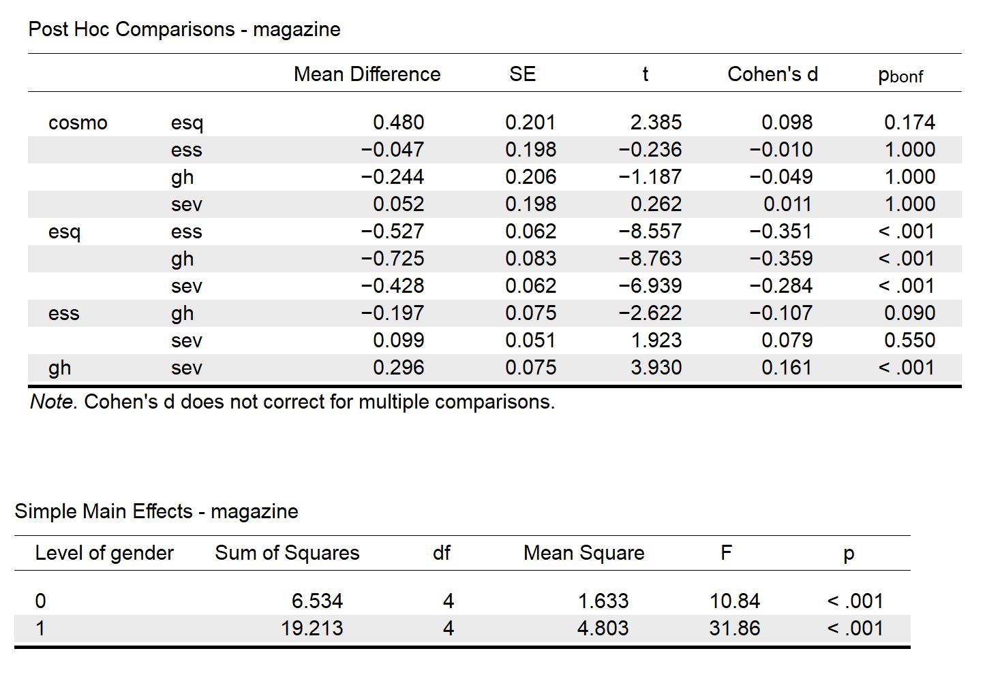 Post Hoc Comparisons - magazine
Mean Difference SE t Cohen's d pbonf
cosmo esq 0.480 0.201 2.385 0.098 0.174
ess −0.047 0.198 −0.236 −0.010 1.000
gh −0.244 0.206 −1.187 −0.049 1.000
sev 0.052 0.198 0.262 0.011 1.000
esq ess −0.527 0.062 −8.557 −0.351 < .001
gh −0.725 0.083 −8.763 −0.359 < .001
sev −0.428 0.062 −6.939 −0.284 < .001
ess gh −0.197 0.075 −2.622 −0.107 0.090
sev 0.099 0.051 1.923 0.079 0.550
gh sev 0.296 0.075 3.930 0.161 < .001
Note. Cohen's d does not correct for multiple comparisons.
Simple Main Effects - magazine
Level of gender Sum of Squares df Mean Square F p
0 6.534 4 1.633 10.84 < .001
1 19.213 4 4.803 31.86 < .001